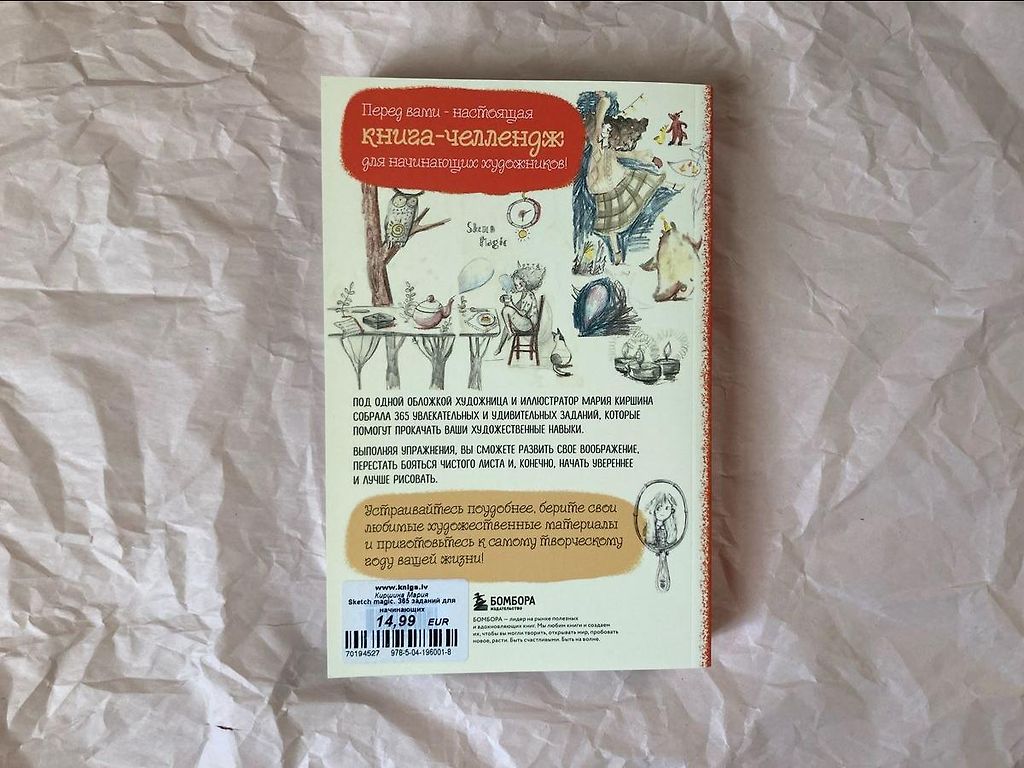 Перед вами - настоящая
книга-челлендж
для начинающих художников!
Sketch
Magic
ПОД ОДНОЙ ОБЛОЖКОЙ ХУДОЖНИЦА И ИЛЛЮСТРАТОР МАРИЯ КИРШИНА
СОБРАЛА 365 УВЛЕКАТЕЛЬНЫХ И УДИВИТЕЛЬНЫХ ЗАДАНИЙ, КОТОРЫЕ
ПОМОГУТ ПРОКАЧАТЬ ВАШИ ХУДОЖЕСТВЕННЫЕ НАВЫКИ.
ВЫПОЛНЯЯ УПРАЖНЕНИЯ, ВЫ СМОЖЕТЕ РАЗВИТЬ СВОЕ ВООБРАЖЕНИЕ,
ПЕРЕСТАТЬ БОЯТЬСЯ ЧИСТОГО ЛИСТА И, КОНЕЧНО, НАЧАТЬ УВЕРЕННЕЕ
И ЛУЧШЕ РИСОВАТЬ.
Устраивайтесь поудобнее, берите свои
любимые художественные материалы
и приготовьтесь к самому творческому
году вашей жизни!
www.kniga.lv
Киршина Мария
Sketch magic. 365 заданий для
начинающих
14,99 EUR
70194527 978-5-04-196001-8
БОМБОРА
ИЗДАТЕЛЬСТВО
БОМБОРА — лидер на рынке полезных
и вдохновляющих книг. Мы любим книги и создаем
их, чтобы вы могли творить, открывать мир, пробовать
новое, расти. Быть счастливыми. Быть на волне.